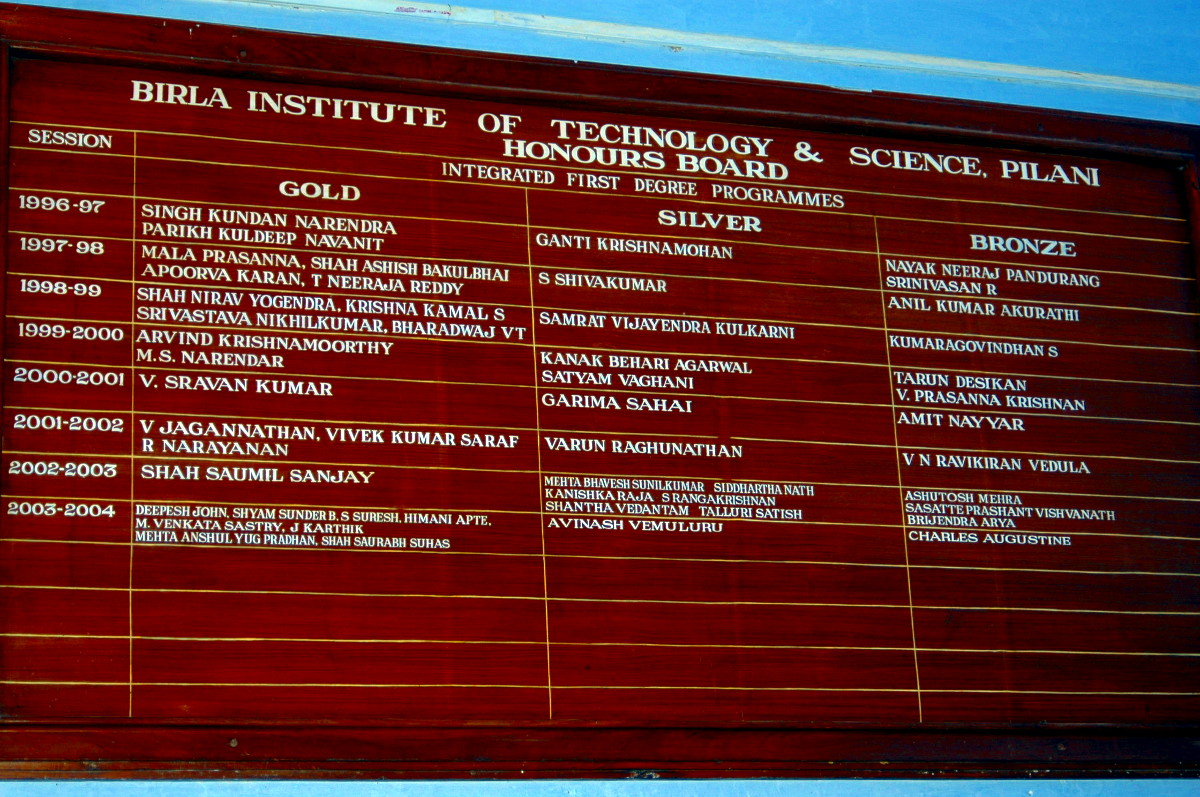 BIRLA INSTITUTE OF TECHNOLOGY & SCIENCE, PILANI
HONOURS BOARD
INTEGRATED FIRST DEGREE PROGRAMMES
SESSION
GOLD
SILVER
BRONZE
1996-97
SINGH KUNDAN NARENDRA
PARIKH KULDEEP NAVANIT
GANTI KRISHNAMOHAN
NAYAK NEERAJ PANDURANG
SRINIVASAN R
1997-98
MALA PRASANNA, SHAH ASHISH BAKULBHAI
APOORVA KARAN, T NEERAJA REDDY
S SHIVAKUMAR
ANIL KUMAR AKURATHI
1998-99
SHAH NIRAV YOGENDRA, KRISHNA KAMAL S
SRIVASTAVA NIKHILKUMAR, BHARADWAJ V T
SAMRAT VIJAYENDRA KULKARNI
KUMARAGOVINDHAN S
1999-2000
ARVIND KRISHNAMOORTHY
M.S. NARENDAR
KANAK BEHARI AGARWAL
SATYAM VAGHANI
TARUN DESIKAN
V. PRASANNA KRISHNAN
2000-2001
V. SRAVAN KUMAR
GARIMA SAHAI
AMIT NAYYAR
2001-2002
V JAGANNATHAN, VIVEK KUMAR SARAF
R NARAYANAN
VARUN RAGHUNATHAN
V N RAVIKIRAN VEDULA
2002-2003
SHAH SAUMIL SANJAY
MEHTA BHAVESH SUNILKUMAR SIDDHARTHA NATH
KANISHKA RAJA S RANGAKRISHNAN
SHANTHA VEDANTAM TALLURI SATISH
ASHUTOSH MEHRA
SASATTE PRASHANT VISHVANATH
BRIJENDRA ARYA
2003-2004
DEEPESH JOHN, SHYAM SUNDER B, S SURESH, HIMANI APTE,
M. VENKATA SASTRY, J KARTHIK
MEHTA ANSHUL YUG PRADHAN, SHAH SAURABH SUHAS
AVINASH VEMULURU
CHARLES AUGUSTINE